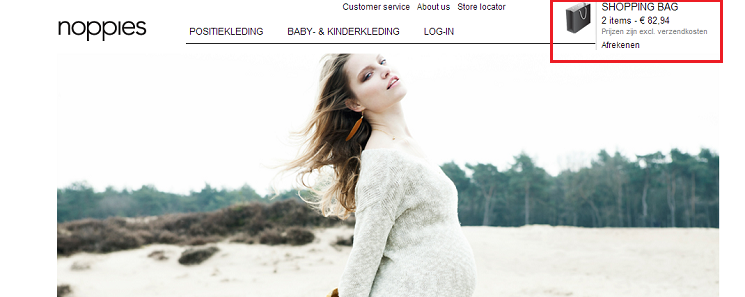 Customer service About us Store locator
noppies
POSITIEKLEDING BABY- & KINDERKLEDING LOG-IN
SHOPPING BAG
2 items - € 82,94
Prijzen zijn excl. verzendkosten
Afrekenen